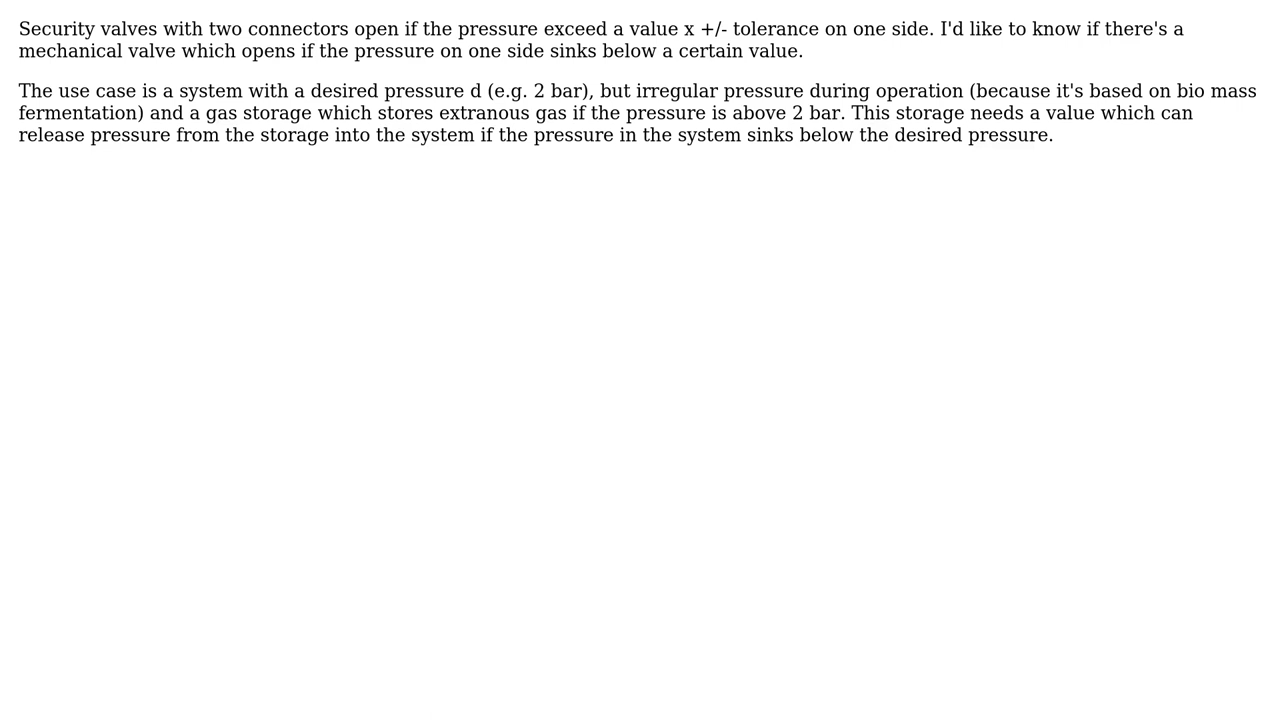 Security valves with two connectors open if the pressure exceed a value x +/- tolerance on one side. I'd like to know if there's a
mechanical valve which opens if the pressure on one side sinks below a certain value.
The use case is a system with a desired pressure d (e.g. 2 bar), but irregular pressure during operation (because it's based on bio mass
fermentation) and a gas storage which stores extranous gas if the pressure is above 2 bar. This storage needs a value which can
release pressure from the storage into the system if the pressure in the system sinks below the desired pressure.